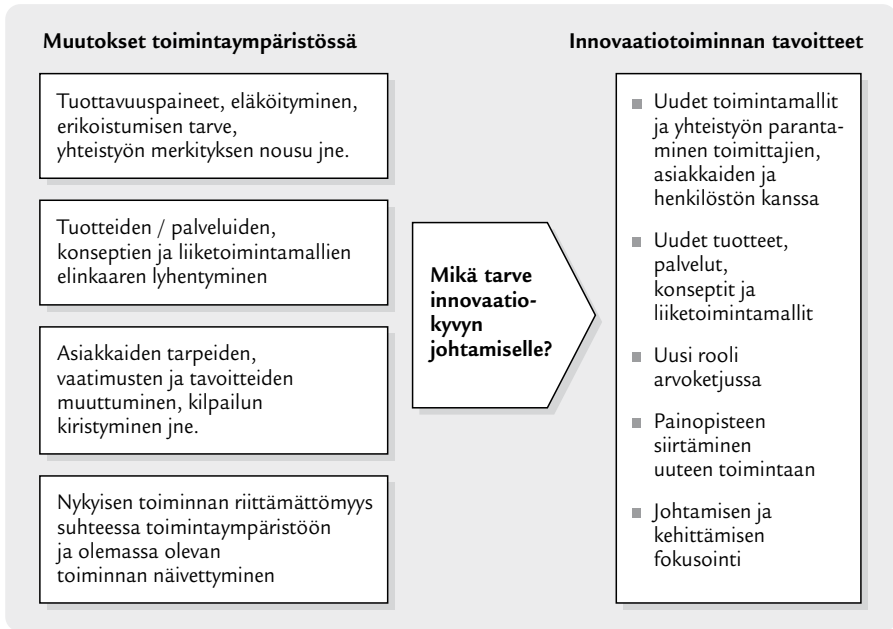 Muutokset toimintaympäristössä
Tuottavuuspaineet, eläköityminen,
erikoistumisen tarve,
yhteistyön merkityksen nousu jne.
Tuotteiden / palveluiden,
konseptien ja liiketoimintamallien
elinkaaren lyhentyminen
Asiakkaiden tarpeiden,
vaatimusten ja tavoitteiden
muuttuminen, kilpailun
kiristyminen jne.
Nykyisen toiminnan riittämättömyys
suhteessa toimintaympäristöön
ja olemassa olevan
toiminnan näivettyminen
Mikä tarve
innovaatio-
kyvyn
johtamiselle?
Innovaatiotoiminnan tavoitteet
Uudet toimintamallit
ja yhteistyön paranta-
minen toimittajien,
asiakkaiden ja
henkilöstön kanssa
Uudet tuotteet,
palvelut,
konseptit ja
liiketoimintamallit
Uusi rooli
arvoketjussa
Painopisteen
siirtäminen
uuteen toimintaan
Johtamisen ja
kehittämisen
fokusointi